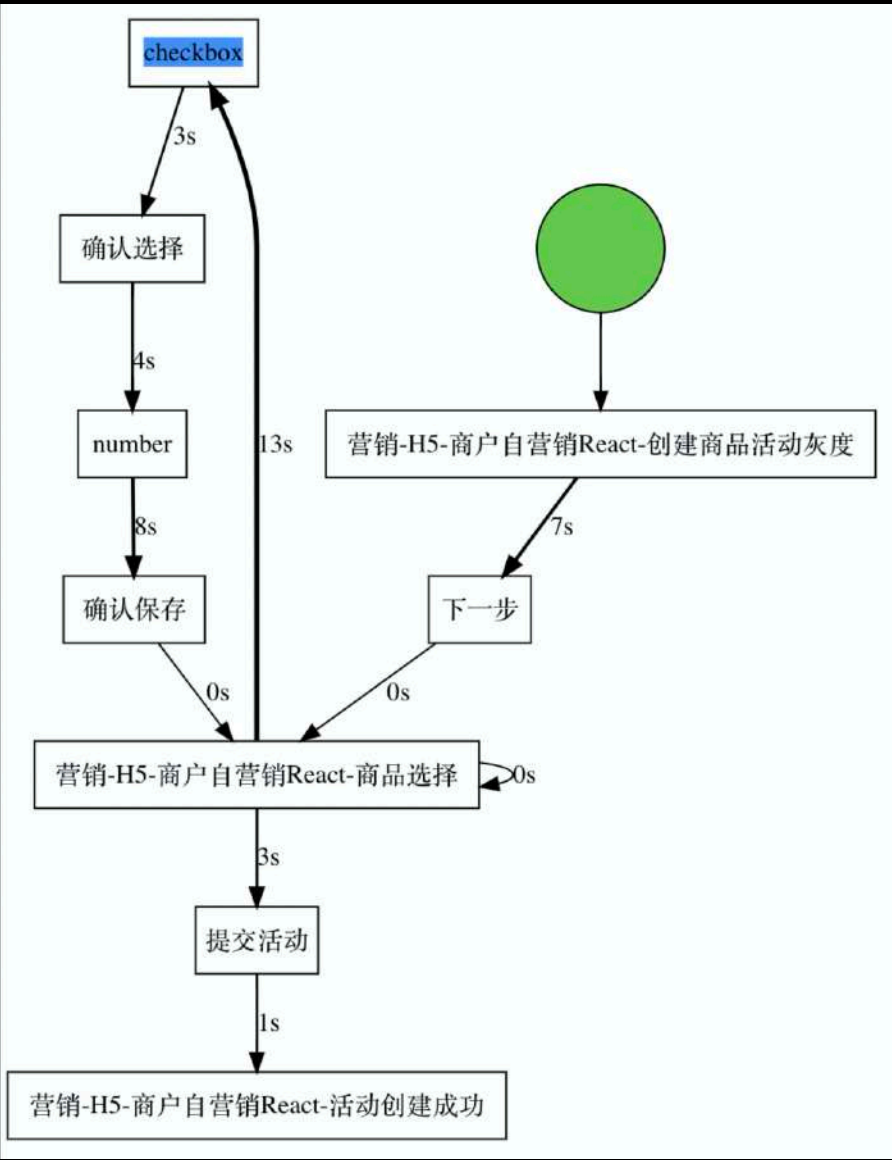 checkbox
3s
确认选择
4s
number
13s
营销-H5-商户自营销React-创建商品活动灰度
8s
7s
确认保存
下一步
0s
0s
营销-H5-商户自营销React-商品选择
0s
3s
提交活动
1s
营销-H5-商户自营销React-活动创建成功